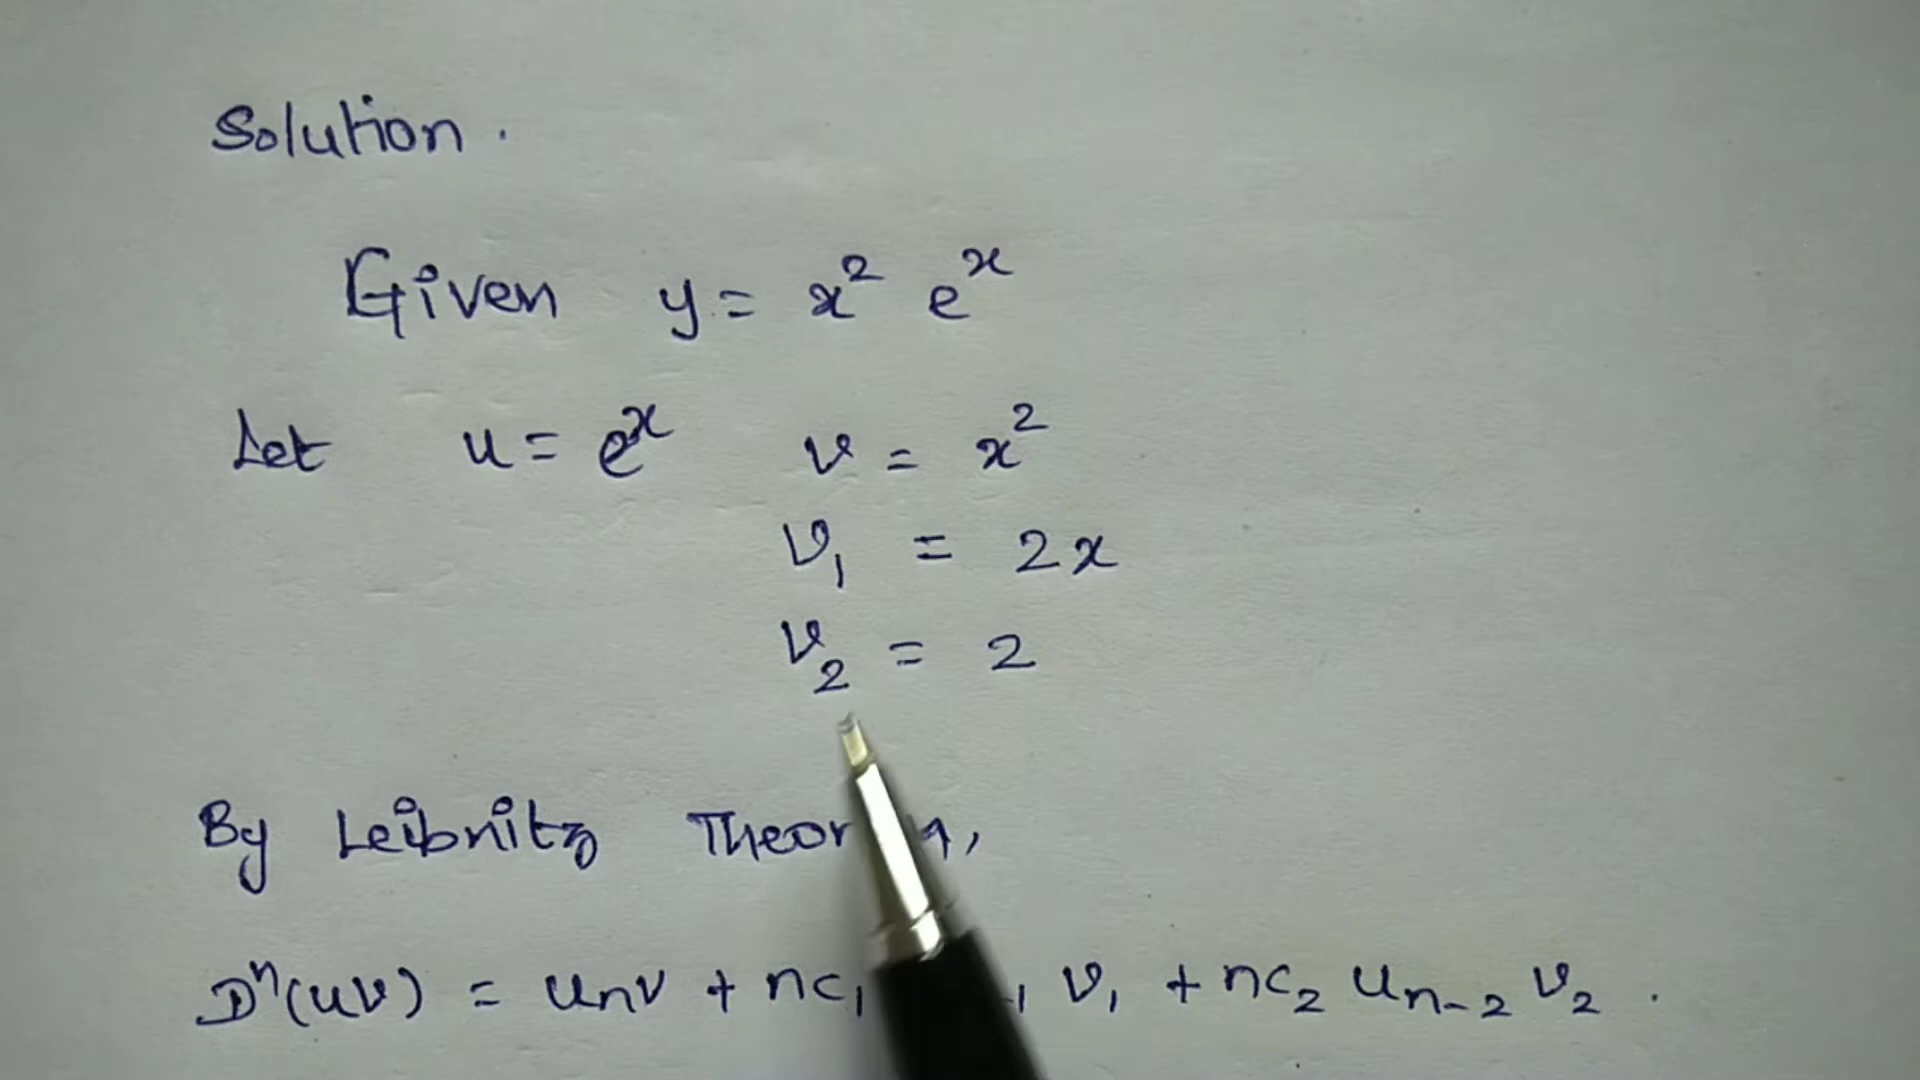 Solution.
Given y = x² eˣ
Let u = eˣ v = x²
v₁ = 2x
v₂ = 2
By Leibnitz
Dⁿ(uv) = uₙv + nc₁ v₁ + nc₂ uₙ₋₂ v₂.